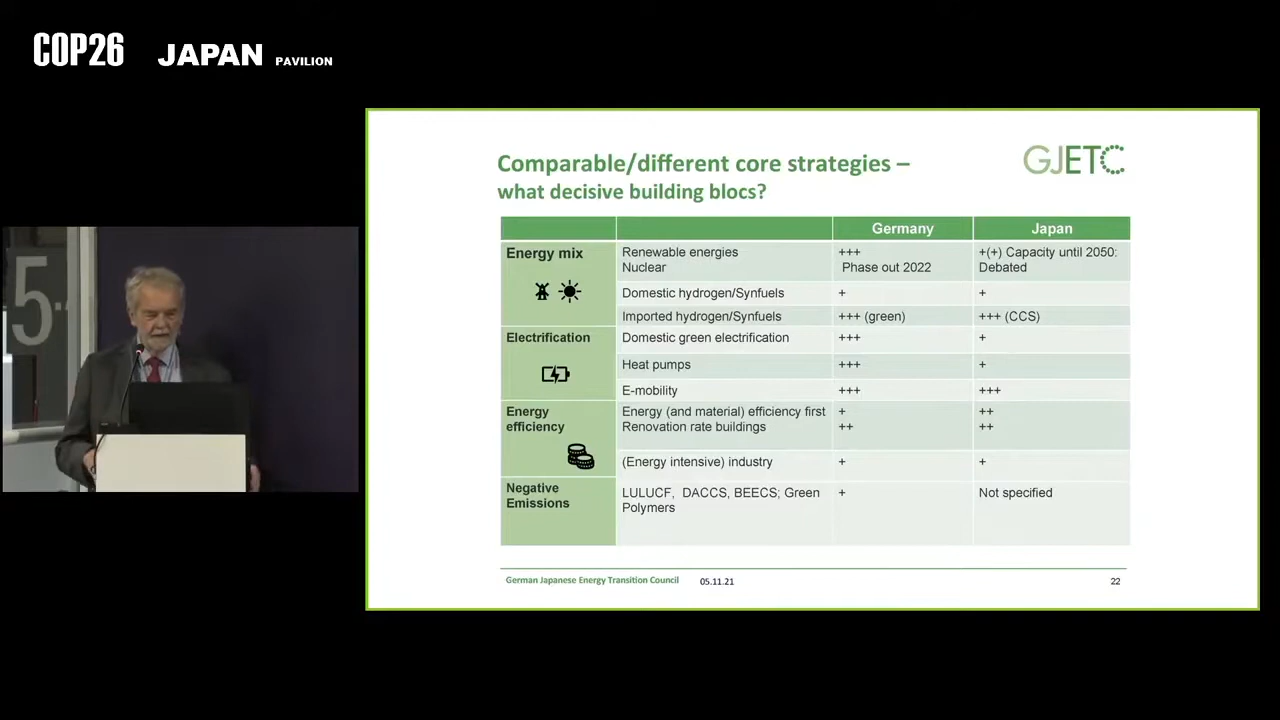 COP26 JAPAN PAVILION
5
GJETC
Comparable/different core strategies –
what decisive building blocs?
Germany Japan
Energy mix Renewable energies +++ +(+) Capacity until 2050:
Nuclear Phase out 2022 Debated
Domestic hydrogen/Synfuels + +
Imported hydrogen/Synfuels +++ (green) +++ (CCS)
Electrification Domestic green electrification +++ +
Heat pumps +++ +
E-mobility +++ +++
Energy Energy (and material) efficiency first + ++
efficiency Renovation rate buildings ++ ++
(Energy intensive) industry + +
Negative LULUCF, DACCS, BEECS; Green + Not specified
Emissions Polymers
German Japanese Energy Transition Council 05.11.21 22